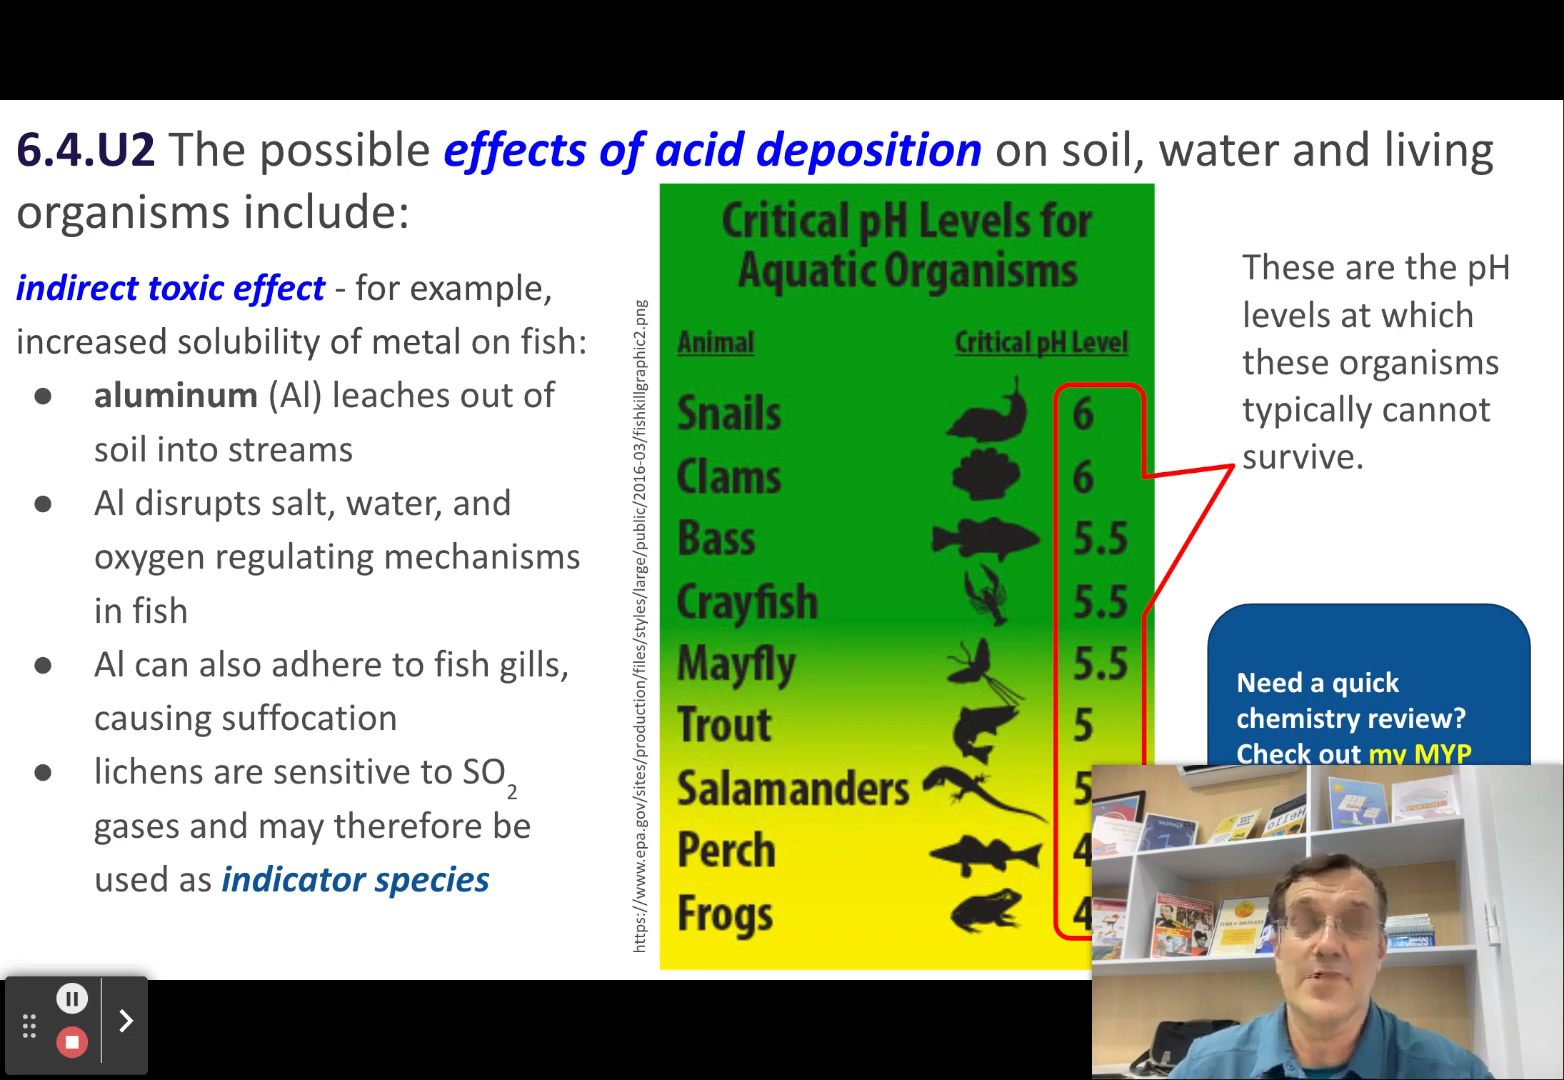 6.4.U2 The possible effects of acid deposition on soil, water and living
organisms include:
indirect toxic effect - for example,
increased solubility of metal on fish:
● aluminum (Al) leaches out of
soil into streams
● Al disrupts salt, water, and
oxygen regulating mechanisms
in fish
● Al can also adhere to fish gills,
causing suffocation
● lichens are sensitive to SO2
gases and may therefore be
used as indicator species
https://www.epa.gov/sites/production/files/styles/large/public/2016-03/fishkillgraphic2.png
Critical pH Levels for
Aquatic Organisms
Animal Critical pH Level
Snails 6
Clams 6
Bass 5.5
Crayfish 5.5
Mayfly 5.5
Trout 5
Salamanders 5
Perch 4
Frogs 4
These are the pH
levels at which
these organisms
typically cannot
survive.
Need a quick
chemistry review?
Check out my MYP
Hello